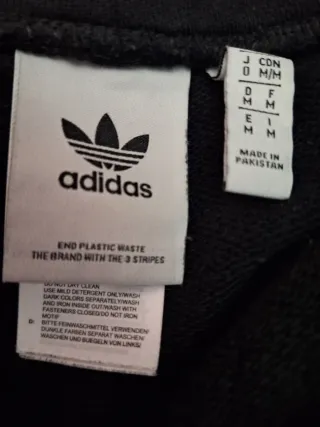 adidas
END PLASTIC WASTE
THE BRAND WITH THE 3 STRIPES
DO NOT DRY CLEAN
USE MILD DETERGENT ONLY/WASH
DARK COLORS SEPARATELY/WASH
AND IRON INSIDE OUT/WASH WITH
FASTENERS CLOSED/DO NOT IRON
MOTIF
D: BITTE FEINWASCHMITTEL VERWENDEN/
DUNKLE FARBEN SEPARAT WASCHEN/
WASCHEN UND BUEGELN VON LINKS/
J CDN
O M/M
D F
M M
E I
M M
MADE IN
PAKISTAN